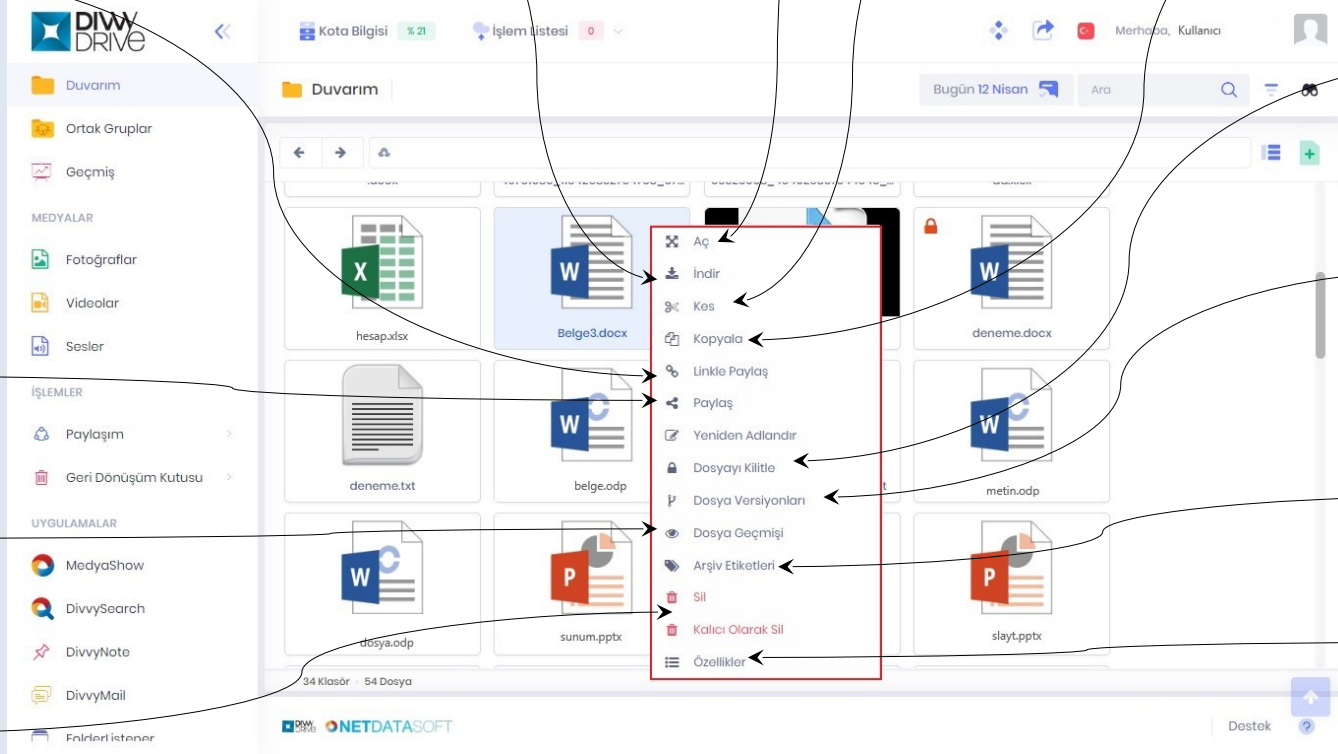 DIVVY
DRIVE
Kota Bilgisi
% 21
İşlem Listesi
0
Merhaba, Kullanıcı
Duvarım
Ortak Gruplar
Geçmiş
MEDYALAR
Fotoğraflar
Videolar
Sesler
İŞLEMLER
Paylaşım
Geri Dönüşüm Kutusu
UYGULAMALAR
MedyaShow
DivvySearch
DivvyNote
DivvyMail
FolderListener
Duvarım
Bugün 12 Nisan
Ara
hesap.xlsx
Belge3.docx
deneme.docx
deneme.txt
belge.odp
metin.odp
dosya.odp
sunum.pptx
slayt.pptx
Aç
İndir
Kes
Kopyala
Linkle Paylaş
Paylaş
Yeniden Adlandır
Dosyayı Kilitle
Dosya Versiyonları
Dosya Geçmişi
Arşiv Etiketleri
Sil
Kalıcı Olarak Sil
Özellikler
34 Klasör
54 Dosya
NETDATASOFT
Destek